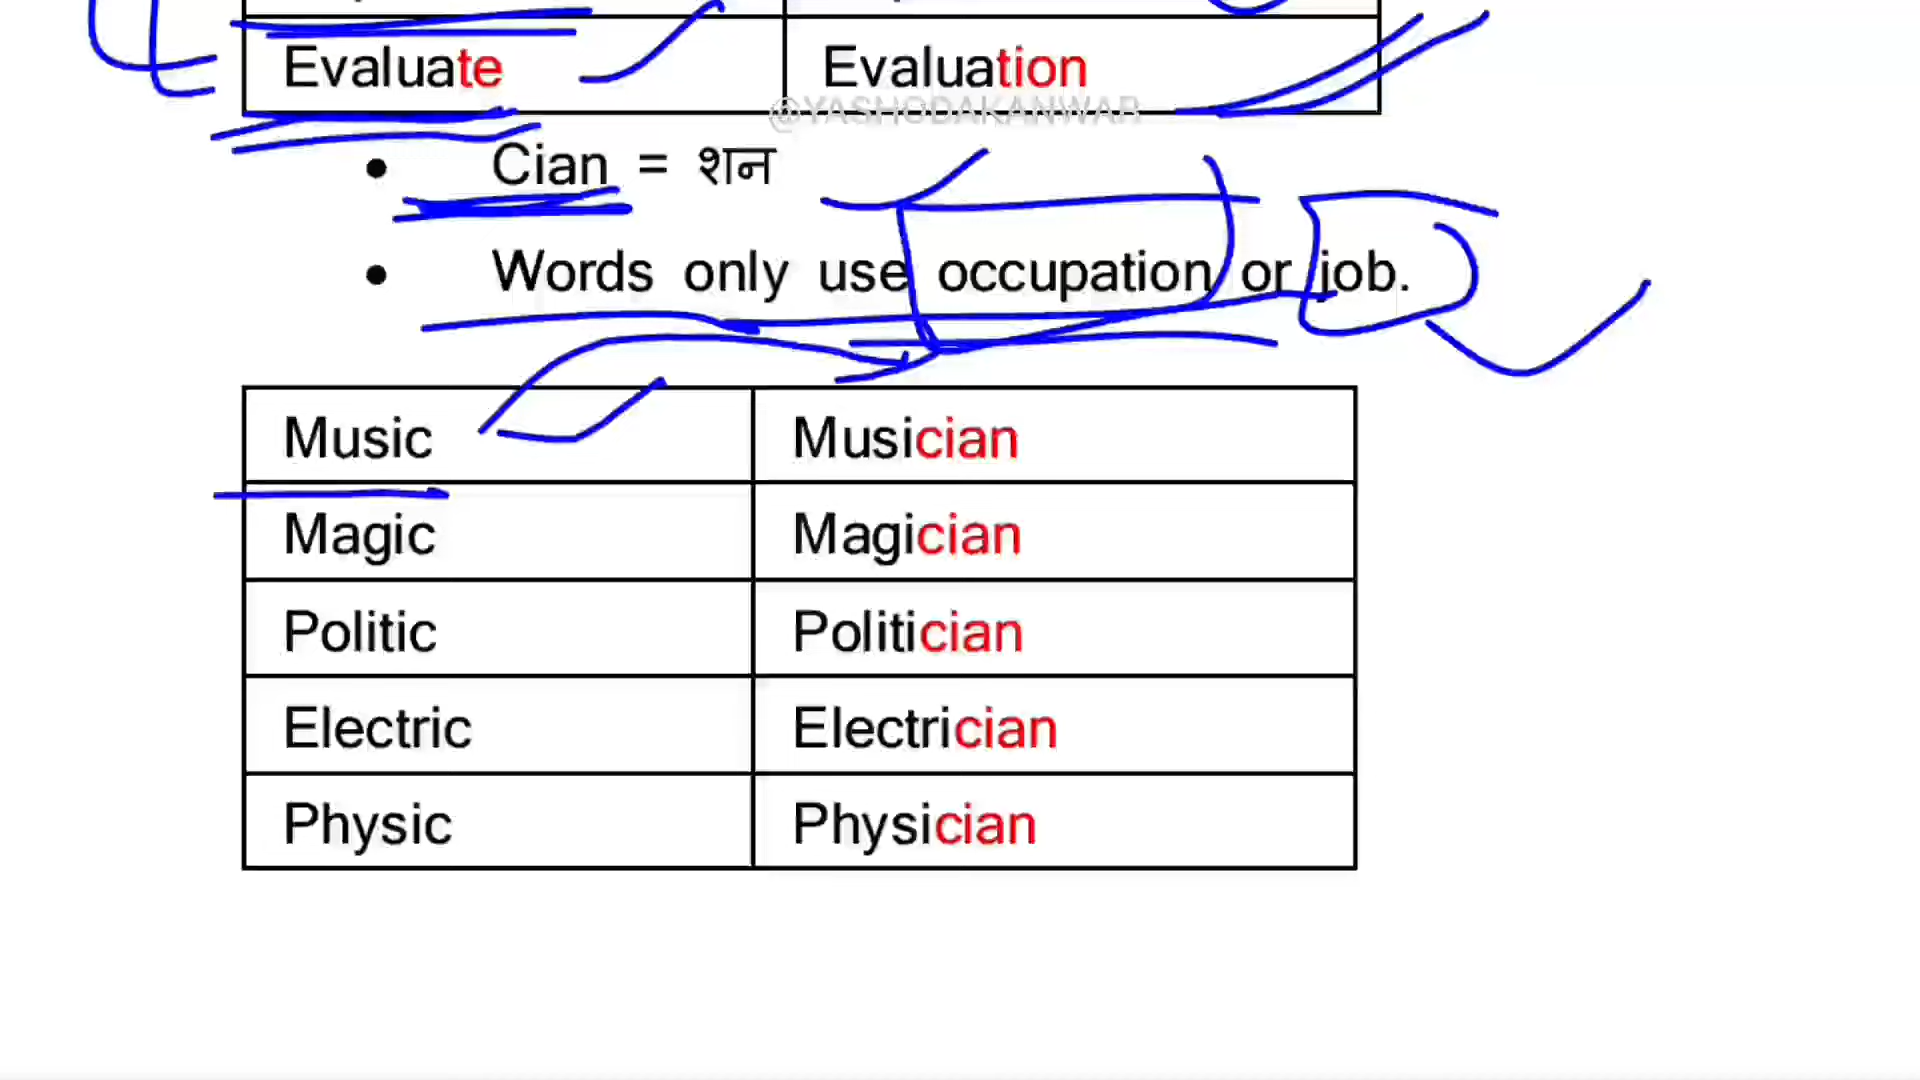 Evaluate Evaluation
@YASHODAKANWAR
• Cian = शन
• Words only use occupation or job.
Music Musician
Magic Magician
Politic Politician
Electric Electrician
Physic Physician